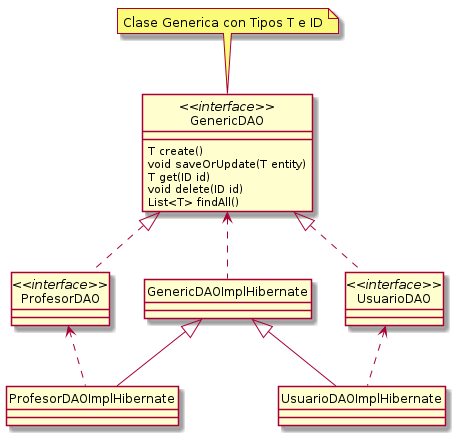 Clase Generica con Tipos T e ID
<<interface>>
GenericDAO
T create()
void saveOrUpdate(T entity)
T get(ID id)
void delete(ID id)
List<T> findAll()
<<interface>>
ProfesorDAO
GenericDAOImplHibernate
<<interface>>
UsuarioDAO
ProfesorDAOImplHibernate
UsuarioDAOImplHibernate